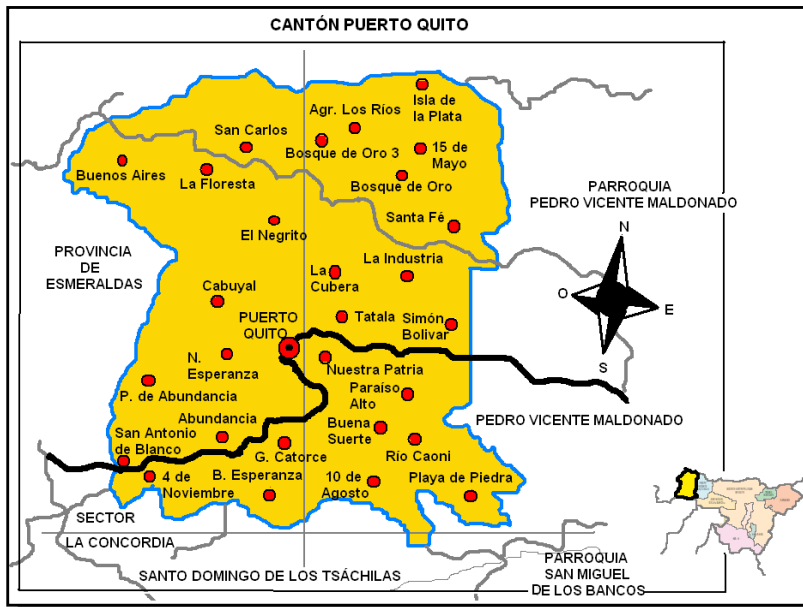 CANTÓN PUERTO QUITO
Isla de
la Plata
Agr. Los Ríos
San Carlos
Bosque de Oro 3
15 de
Mayo
Buenos Aires
La Floresta
Bosque de Oro
PARROQUIA
PEDRO VICENTE MALDONADO
Santa Fé
El Negrito
PROVINCIA
DE
ESMERALDAS
N
La Industria
La
Cubera
Cabuyal
O
E
Tatala
Simón
Bolivar
PUERTO
QUITO
S
N.
Esperanza
Nuestra Patria
P. de Abundancia
Paraíso
Alto
Abundancia
Buena
Suerte
PEDRO VICENTE MALDONADO
San Antonio
de Blanco
G. Catorce
Río Caoni
4 de
Noviembre
B. Esperanza
10 de
Agosto
Playa de Piedra
SECTOR
LA CONCORDIA
SANTO DOMINGO DE LOS TSÁCHILAS
PARROQUIA
SAN MIGUEL
DE LOS BANCOS